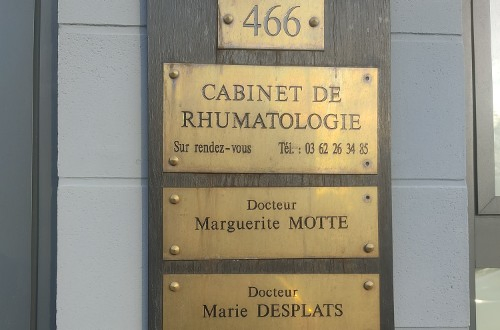 466
CABINET DE
RHUMATOLOGIE
Sur rendez-vous Tél. : 03 62 26 34 85
Docteur
Marguerite MOTTE
Docteur
Marie DESPLATS